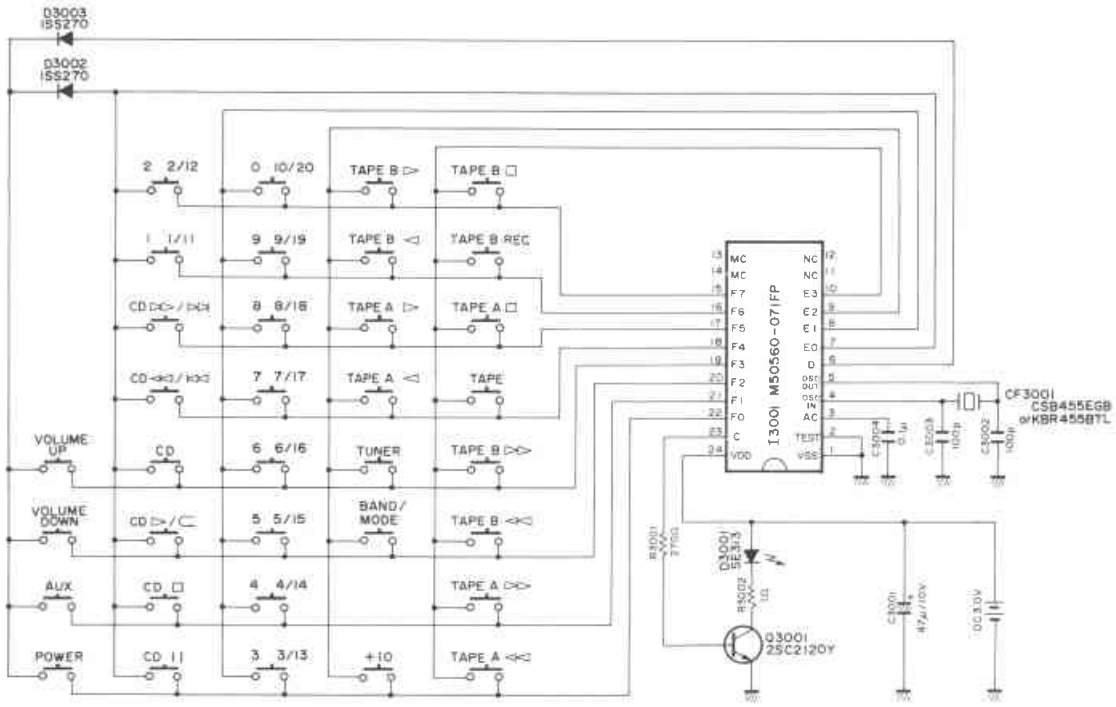 D3003
1SS270
D3002
1SS270
2 2/12
0 10/20
TAPE B ▷
TAPE B □
1 1/11
9 9/19
TAPE B ◁
TAPE B REC
CD ▷▷/▷▷|
8 8/18
TAPE A ▷
TAPE A □
CD ◁◁/|◁◁
7 7/17
TAPE A ◁
TAPE
VOLUME
UP
CD
6 6/16
TUNER
TAPE B ▷▷
VOLUME
DOWN
CD ▷/⊂
5 5/15
BAND/
MODE
TAPE B ◁◁
AUX
CD □
4 4/14
TAPE A ▷▷
POWER
CD ||
3 3/13
+10
TAPE A ◁◁
I3001 M50560-071FP
13 MC
14 MC
15 F7
16 F6
17 F5
18 F4
19 F3
20 F2
21 F1
22 F0
23 C
24 VDD
NC 12
NC 11
E3 10
E2 9
E1 8
E0 7
D 6
OSC OUT 5
OSC IN 4
AC 3
TEST 2
VSS 1
CF3001
CSB455EGB
orKBR455BTL
C3004
0.1µ
C3003
100p
C3002
100p
R3001
270Ω
D3001
SE313
R3002
1Ω
Q3001
2SC2120Y
C3001
+
47µ/10V
DC3.0V